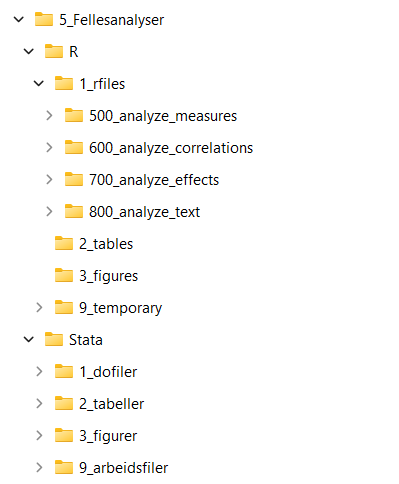 5_Fellesanalyser
R
1_rfiles
500_analyze_measures
600_analyze_correlations
700_analyze_effects
800_analyze_text
2_tables
3_figures
9_temporary
Stata
1_dofiler
2_tabeller
3_figurer
9_arbeidsfiler